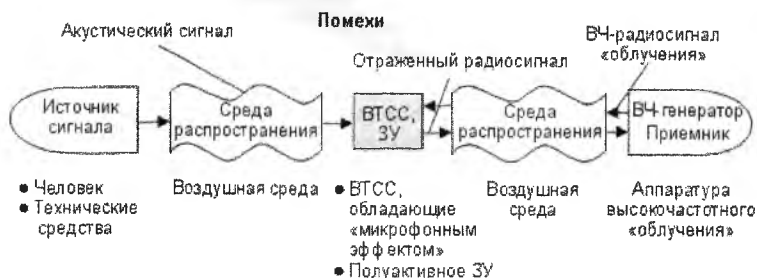 Помехи
Акустический сигнал
ВЧ-радиосигнал
«облучения»
Отраженный радиосигнал
Источник
сигнала
Среда
распространения
ВТСС,
ЗУ
Среда
распространения
ВЧ-генератор
Приемник
● Человек
● Технические
средства
Воздушная среда
● ВТСС,
обладающие
«микрофонным
эффектом»
● Полуактивное ЗУ
Воздушная
среда
Аппаратура
высокочастотного
«облучения»